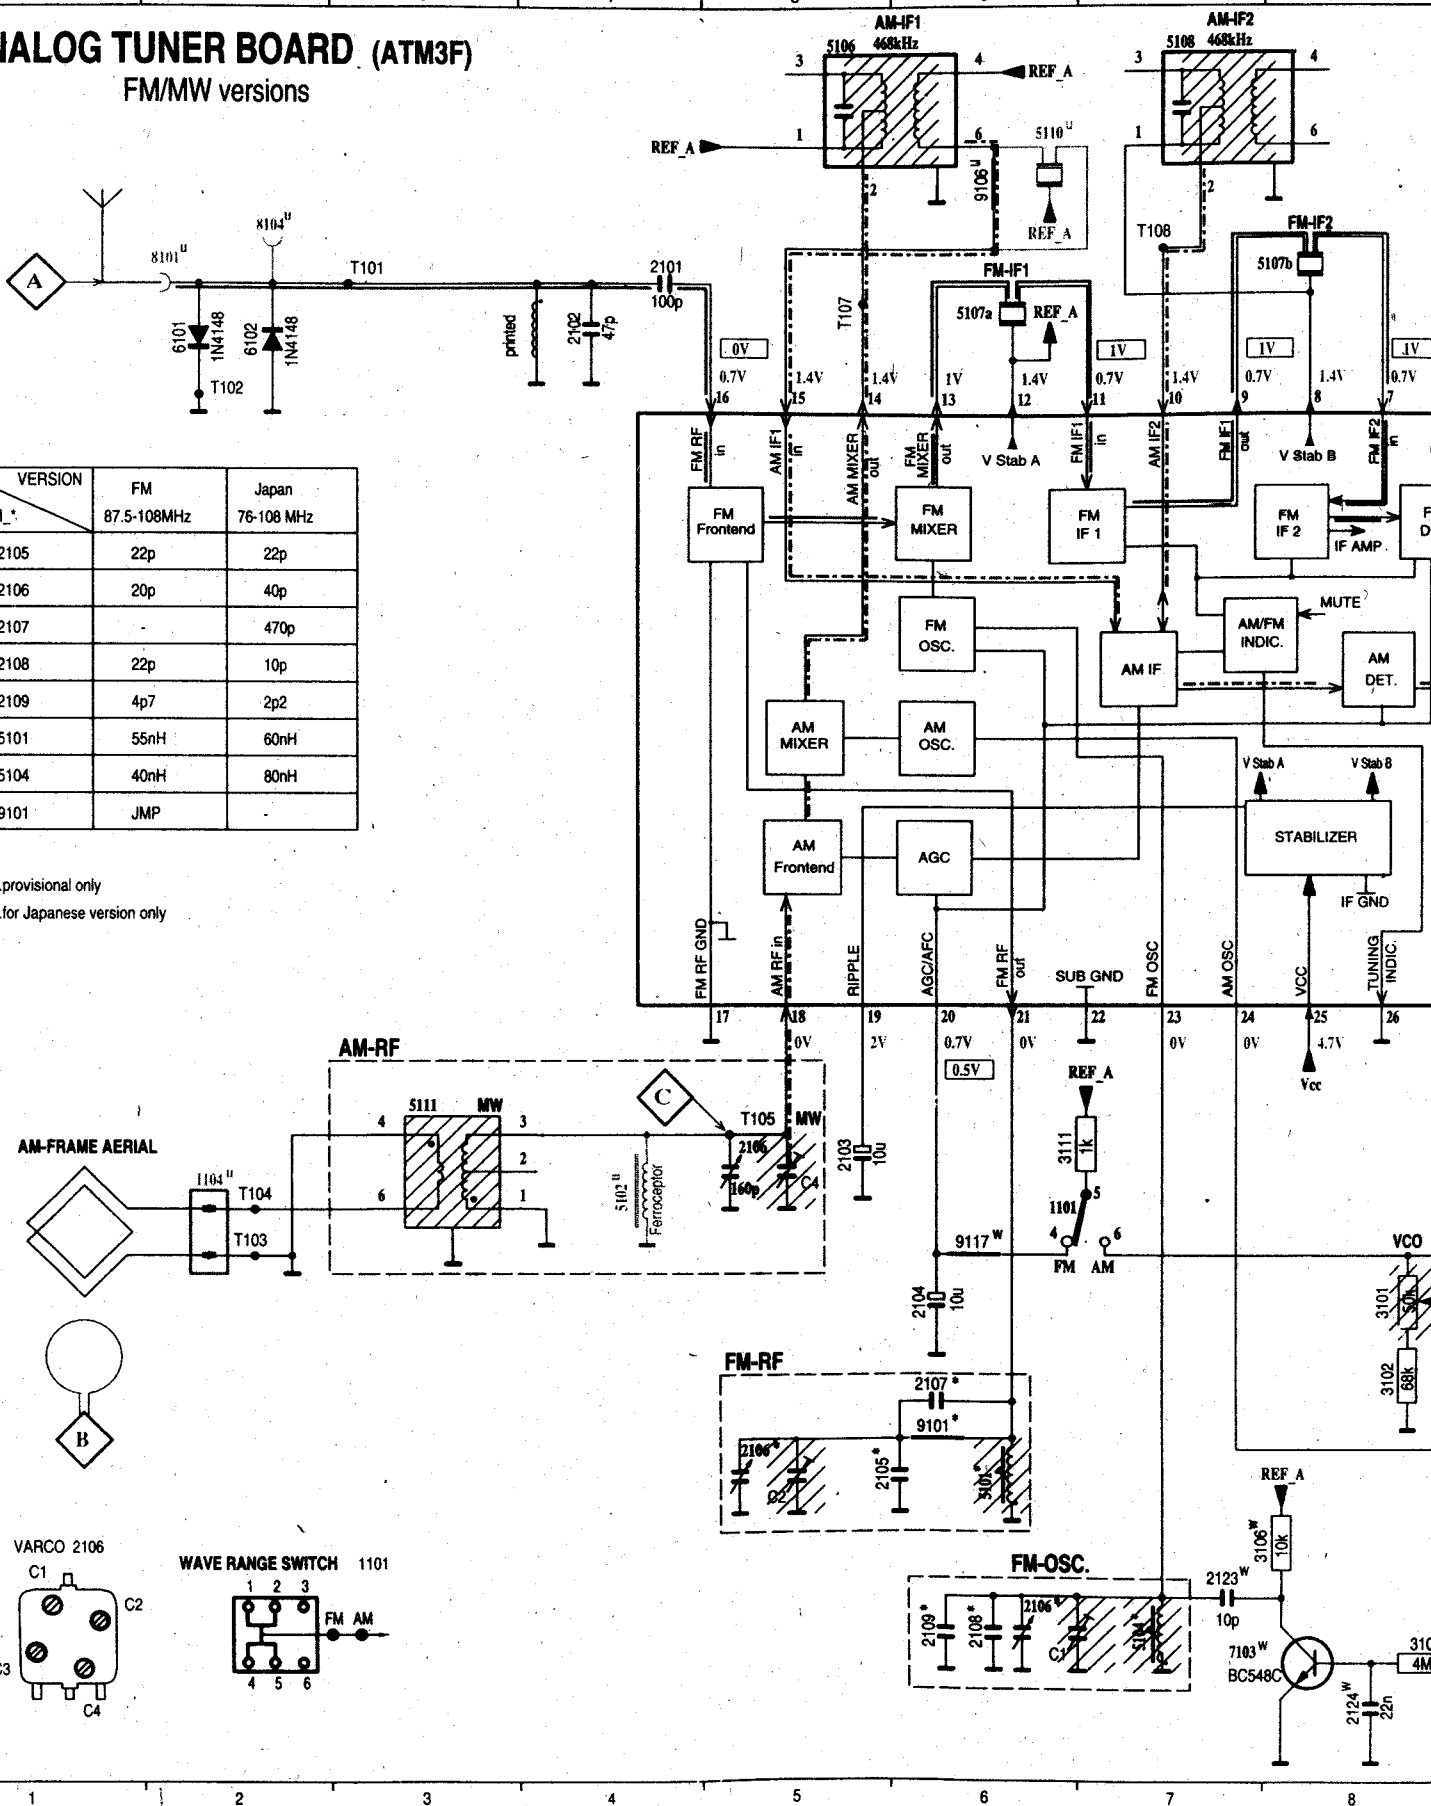 NALOG TUNER BOARD (ATM3F)
FM/MW versions
AM-IF1
5106 468kHz
3
4
REF_A
REF_A
1
6
2
9106 u
5110 u
REF_A
AM-IF2
5108 468kHz
3
4
1
6
2
T108
FM-IF2
5107b
A
8101 u
8104 u
T101
2101
100p
6101
1N4148
6102
1N4148
T102
printed
2102
47p
T107
FM-IF1
5107a
REF_A
0V
0.7V
16
1.4V
15
1.4V
14
1V
13
1.4V
12
1V
0.7V
11
1.4V
10
1V
0.7V
9
1.4V
8
1V
0.7V
7
FM RF in
AM IF1 in
AM MIXER out
FM MIXER out
V Stab A
FM IF1 in
AM IF2
FM IF1 out
V Stab B
FM IF2 in
VERSION
FM
87.5-108MHz
Japan
76-108 MHz
2105 22p 22p
2106 20p 40p
2107 - 470p
2108 22p 10p
2109 4p7 2p2
5101 55nH 60nH
5104 40nH 80nH
9101 JMP -
.provisional only
.for Japanese version only
FM Frontend
FM MIXER
FM IF 1
FM IF 2
IF AMP.
F
D
FM OSC.
AM IF
AM/FM INDIC.
MUTE
AM DET.
AM MIXER
AM OSC.
V Stab A
V Stab B
STABILIZER
IF GND
AM Frontend
AGC
FM RF GND
AM RF in
RIPPLE
AGC/AFC
FM RF out
SUB GND
FM OSC
AM OSC
VCC
TUNING INDIC.
17
18
0V
19
2V
20
0.7V
0.5V
21
0V
22
23
0V
24
0V
25
4.7V
26
Vcc
AM-RF
5111
MW
4
3
2
6
1
C
T105
MW
2106
160p
C4
5102 u
Ferroceptor
2103
10u
REF_A
3111
1k
5
1101
4
6
FM AM
9117 w
2104
10u
AM-FRAME AERIAL
1104 u
T104
T103
B
VCO
3101
50k
3102
68k
FM-RF
2107 *
9101 *
2106 *
C2
2105 *
5101 *
REF_A
3106 w
10k
FM-OSC.
2109 *
2108 *
2106 *
C1
5104 *
2123 w
10p
7103 w
BC548C
2124 w
22n
310
4M
VARCO 2106
C1
C2
C3
C4
WAVE RANGE SWITCH 1101
1 2 3
FM AM
4 5 6
1 2 3 4 5 6 7 8